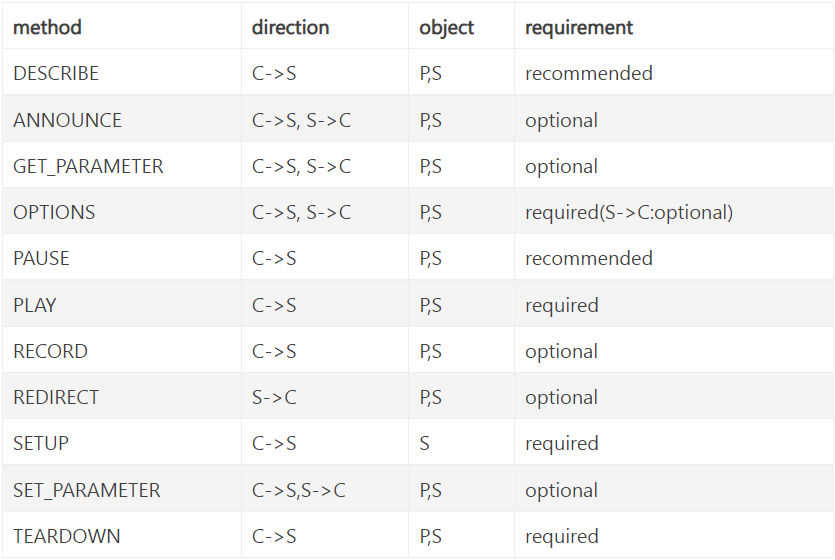 method direction object requirement
DESCRIBE C->S P,S recommended
ANNOUNCE C->S, S->C P,S optional
GET_PARAMETER C->S, S->C P,S optional
OPTIONS C->S, S->C P,S required(S->C:optional)
PAUSE C->S P,S recommended
PLAY C->S P,S required
RECORD C->S P,S optional
REDIRECT S->C P,S optional
SETUP C->S S required
SET_PARAMETER C->S,S->C P,S optional
TEARDOWN C->S P,S required